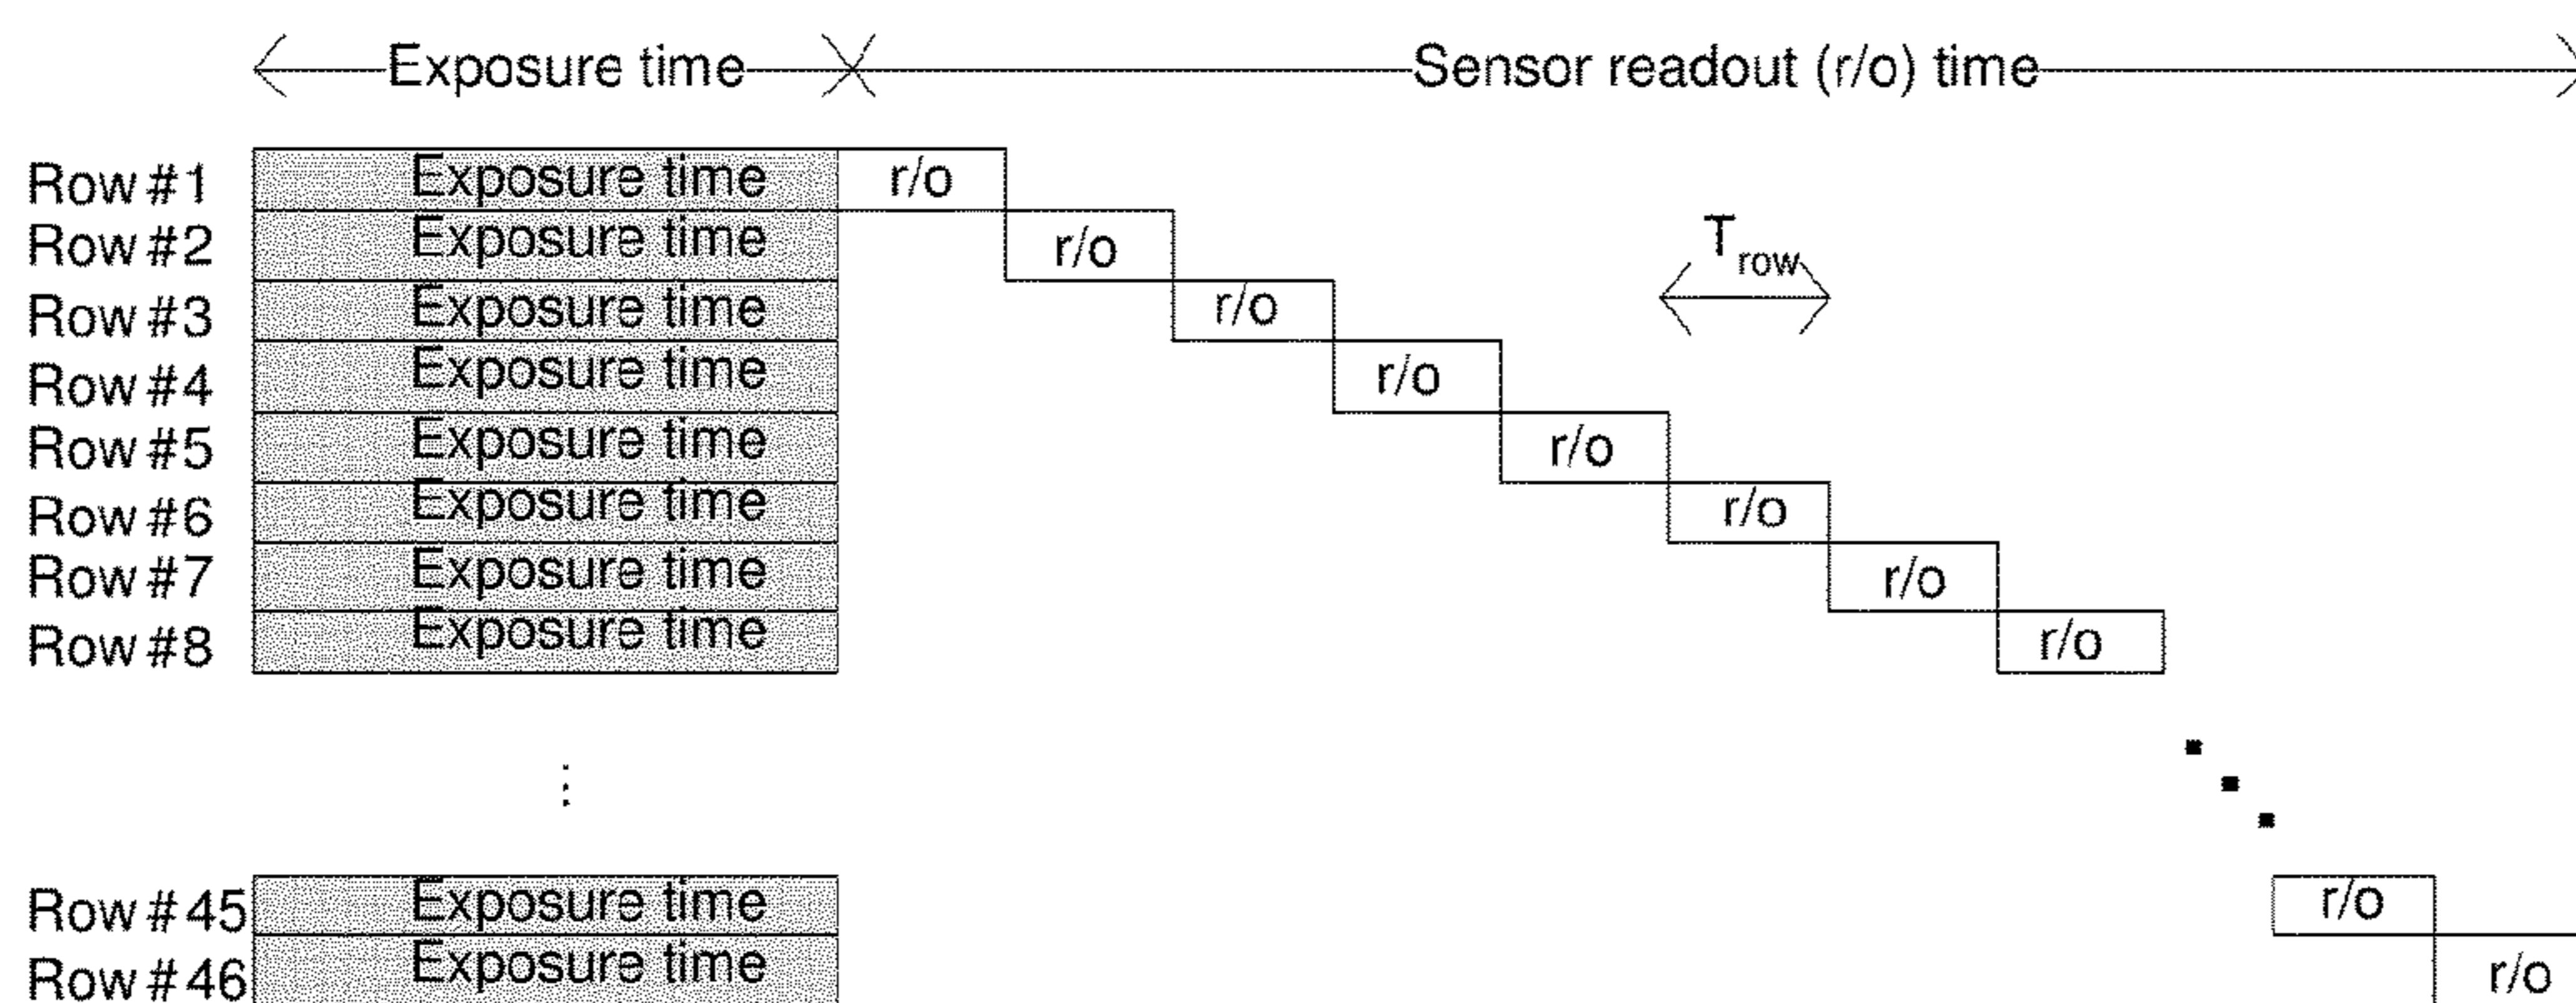 Exposure time Sensor readout (r/o) time
Row #1 Exposure time r/o
Row #2 Exposure time r/o
T row
Row #3 Exposure time r/o
Row #4 Exposure time r/o
Row #5 Exposure time r/o
Row #6 Exposure time r/o
Row #7 Exposure time r/o
Row #8 Exposure time r/o
Row #45 Exposure time r/o
Row #46 Exposure time r/o